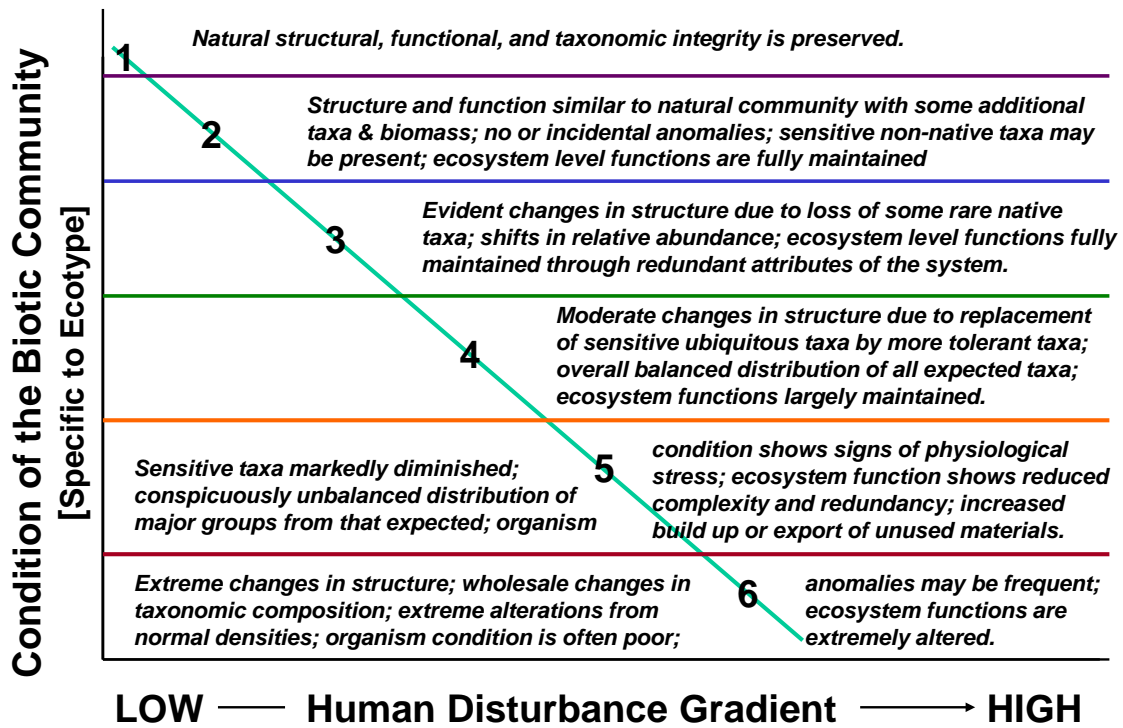 Condition of the Biotic Community
[Specific to Ecotype]
1
Natural structural, functional, and taxonomic integrity is preserved.
2
Structure and function similar to natural community with some additional
taxa & biomass; no or incidental anomalies; sensitive non-native taxa may
be present; ecosystem level functions are fully maintained
3
Evident changes in structure due to loss of some rare native
taxa; shifts in relative abundance; ecosystem level functions fully
maintained through redundant attributes of the system.
4
Moderate changes in structure due to replacement
of sensitive ubiquitous taxa by more tolerant taxa;
overall balanced distribution of all expected taxa;
ecosystem functions largely maintained.
Sensitive taxa markedly diminished;
conspicuously unbalanced distribution of
major groups from that expected; organism
5
condition shows signs of physiological
stress; ecosystem function shows reduced
complexity and redundancy; increased
build up or export of unused materials.
Extreme changes in structure; wholesale changes in
taxonomic composition; extreme alterations from
normal densities; organism condition is often poor;
6
anomalies may be frequent;
ecosystem functions are
extremely altered.
LOW Human Disturbance Gradient HIGH